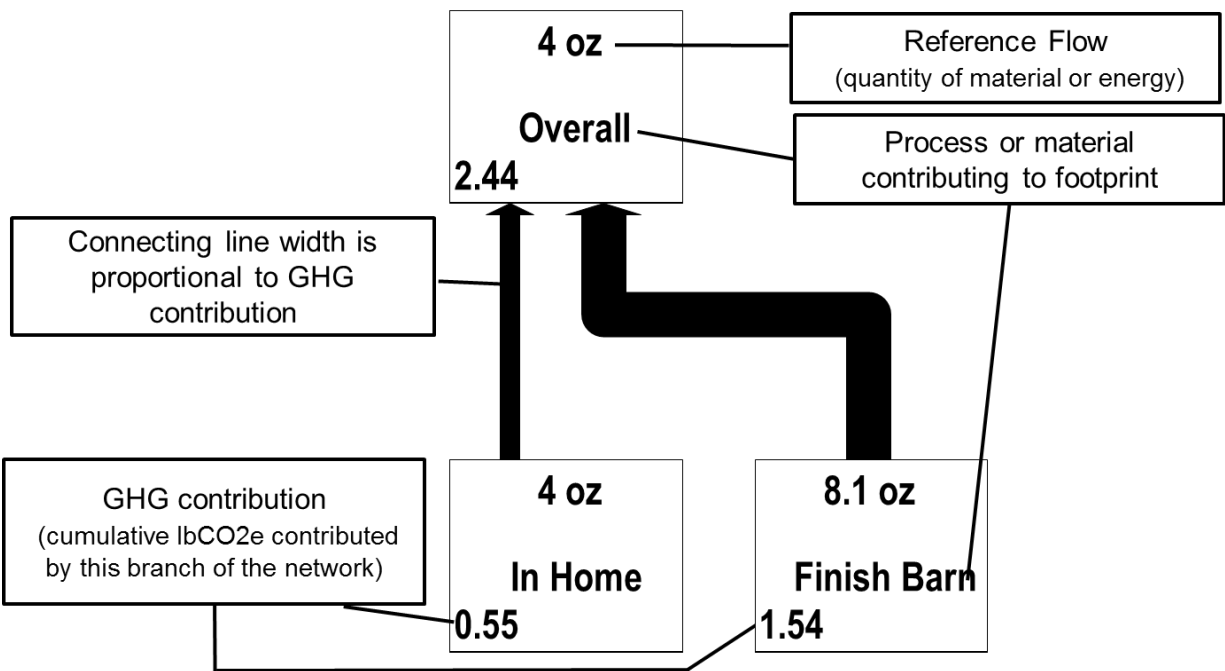 4 oz
Overall
2.44
Reference Flow
(quantity of material or energy)
Process or material
contributing to footprint
Connecting line width is
proportional to GHG
contribution
GHG contribution
(cumulative lbCO2e contributed
by this branch of the network)
4 oz
In Home
0.55
8.1 oz
Finish Barn
1.54